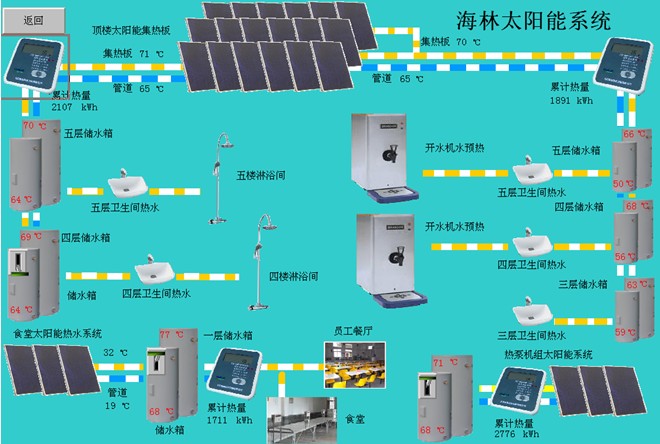 返回
海林太阳能系统
顶楼太阳能集热板
集热板 71 ℃
集热板 70 ℃
管道 65 ℃
管道 65 ℃
累计热量
2107 kWh
累计热量
1891 kWh
70 ℃
五层储水箱
64 ℃
五层卫生间热水
五楼淋浴间
开水机水预热
五层卫生间热水
66 ℃
五层储水箱
50 ℃
69 ℃
四层储水箱
64 ℃
储水箱
四层卫生间热水
四楼淋浴间
开水机水预热
四层卫生间热水
四层储水箱
68 ℃
56 ℃
三层储水箱
63 ℃
59 ℃
三层卫生间热水
食堂太阳能热水系统
32 ℃
管道
19 ℃
77 ℃
一层储水箱
68 ℃
储水箱
累计热量
1711 kWh
员工餐厅
食堂
热泵机组太阳能系统
71 ℃
68 ℃
累计热量
2776 kWh